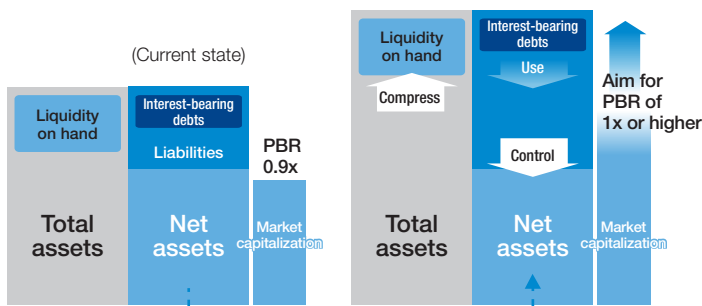 (Current state)
Liquidity
on hand
Interest-bearing
debts
Liabilities
PBR
0.9x
Total
assets
Net
assets
Market
capitalization
Liquidity
on hand
Compress
Interest-bearing
debts
Use
Control
Aim for
PBR of
1x or higher
Total
assets
Net
assets
Market
capitalization